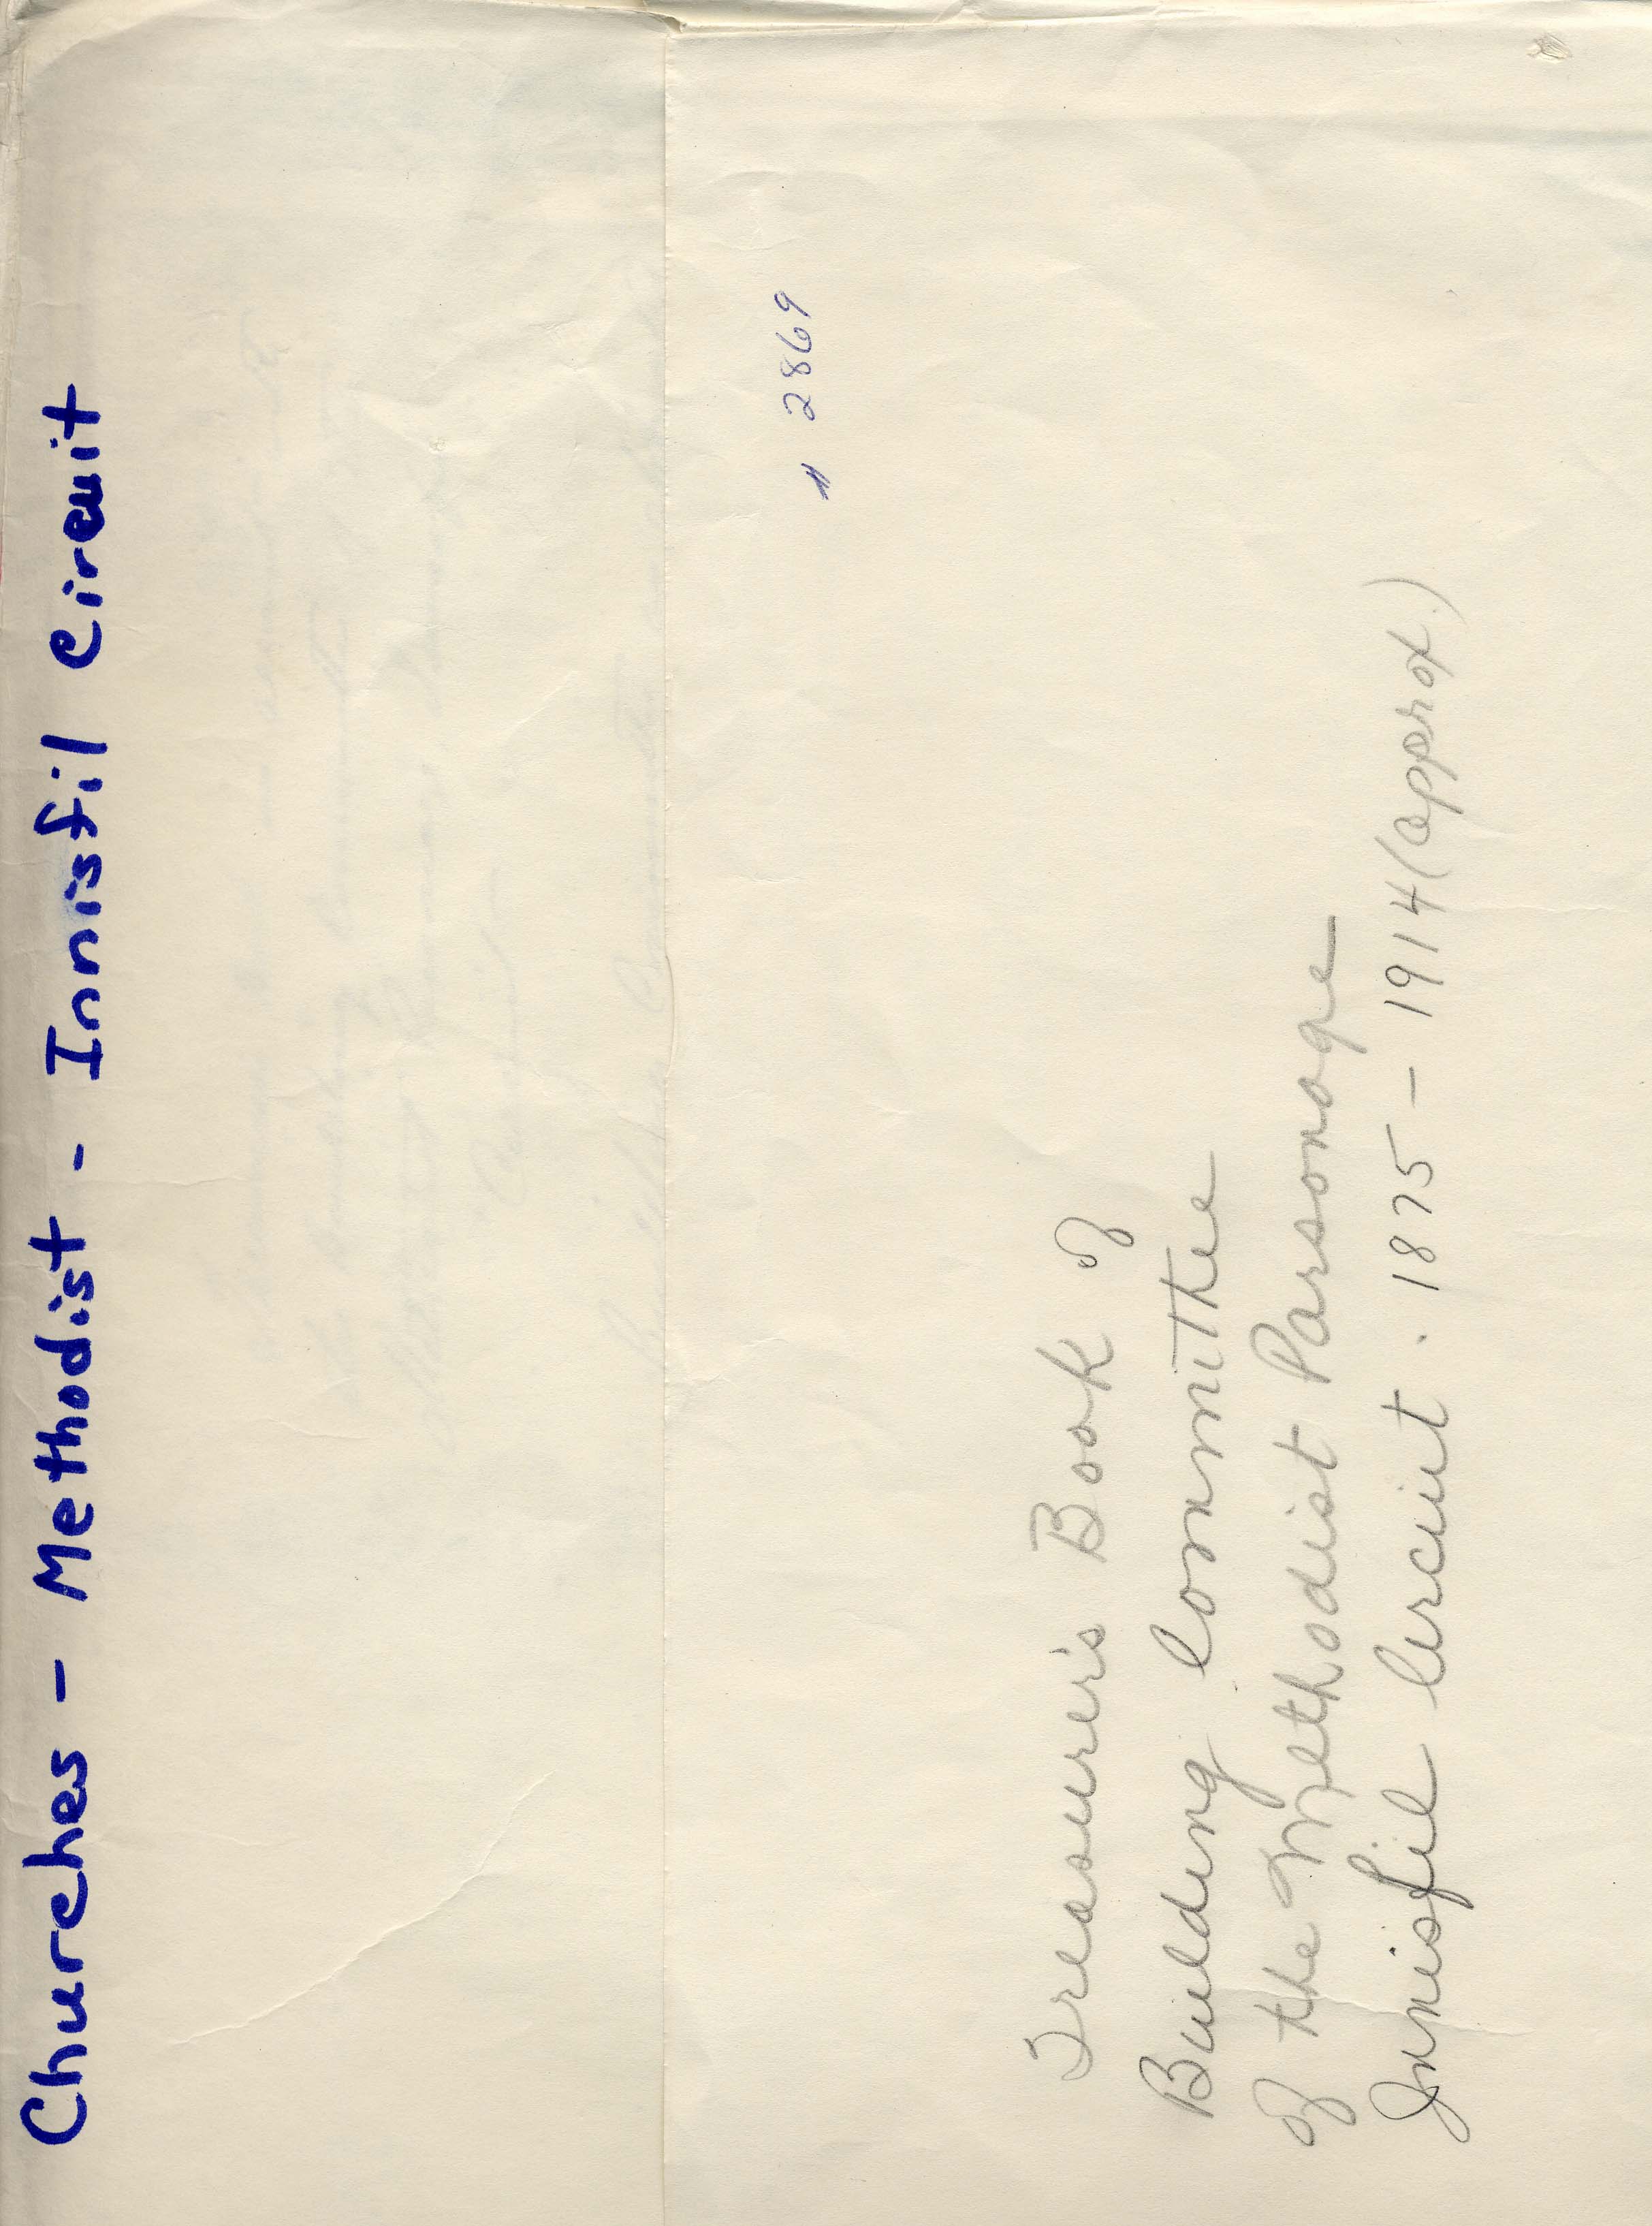 Churches - Methodist - Innisfil Circuit
" 2869
Treasurer's Book of
Building Committee
of the Methodist Parsonage
Innisfil Circuit. 1875 - 1914 (approx.)